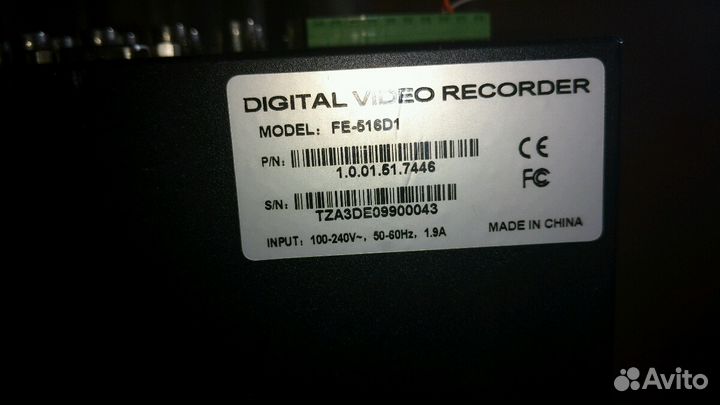 DIGITAL VIDEO RECORDER
MODEL: FE-516D1
P/N:
1.0.01.51.7446
S/N:
TZA3DE09900043
INPUT: 100-240V~, 50-60Hz, 1.9A
CE
FC
MADE IN CHINA
Avito